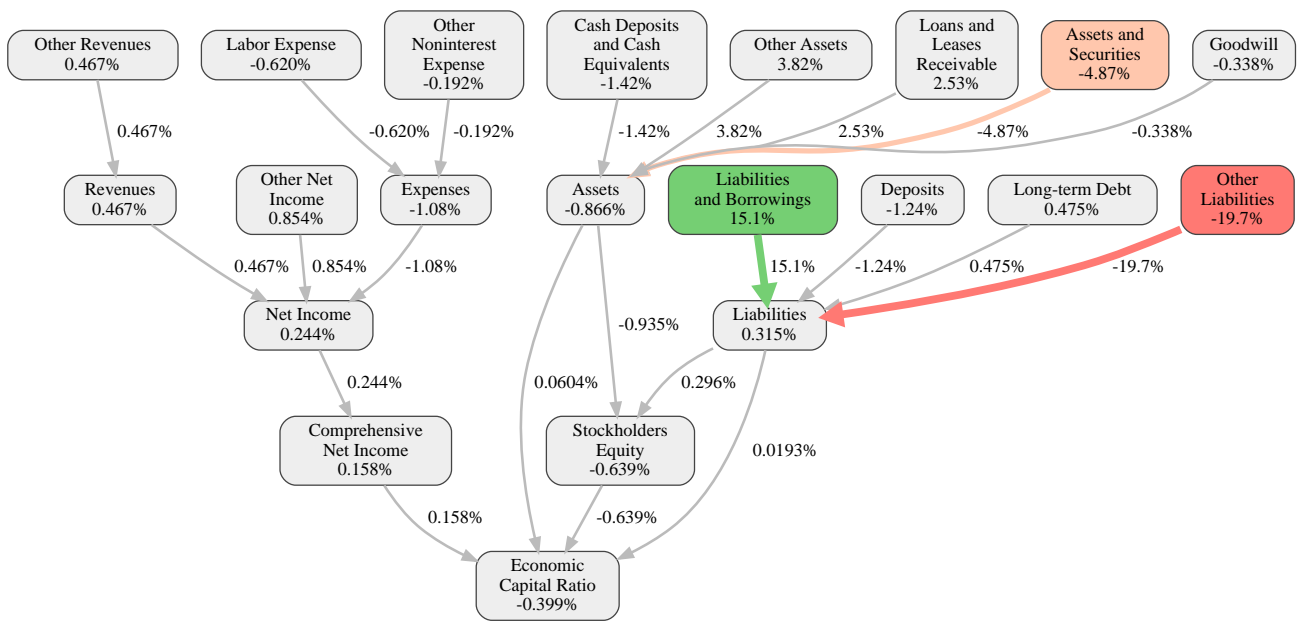 Other Revenues
0.467%
Labor Expense
-0.620%
Other
Noninterest
Expense
-0.192%
Cash Deposits
and Cash
Equivalents
-1.42%
Other Assets
3.82%
Loans and
Leases
Receivable
2.53%
Assets and
Securities
-4.87%
Goodwill
-0.338%
0.467%
-0.620%
-0.192%
-1.42%
3.82%
2.53%
-4.87%
-0.338%
Revenues
0.467%
Other Net
Income
0.854%
Expenses
-1.08%
Assets
-0.866%
Liabilities
and Borrowings
15.1%
Deposits
-1.24%
Long-term Debt
0.475%
Other
Liabilities
-19.7%
0.467%
0.854%
-1.08%
15.1%
-1.24%
0.475%
-19.7%
Net Income
0.244%
-0.935%
Liabilities
0.315%
0.244%
0.0604%
0.296%
Comprehensive
Net Income
0.158%
Stockholders
Equity
-0.639%
0.0193%
0.158%
-0.639%
Economic
Capital Ratio
-0.399%